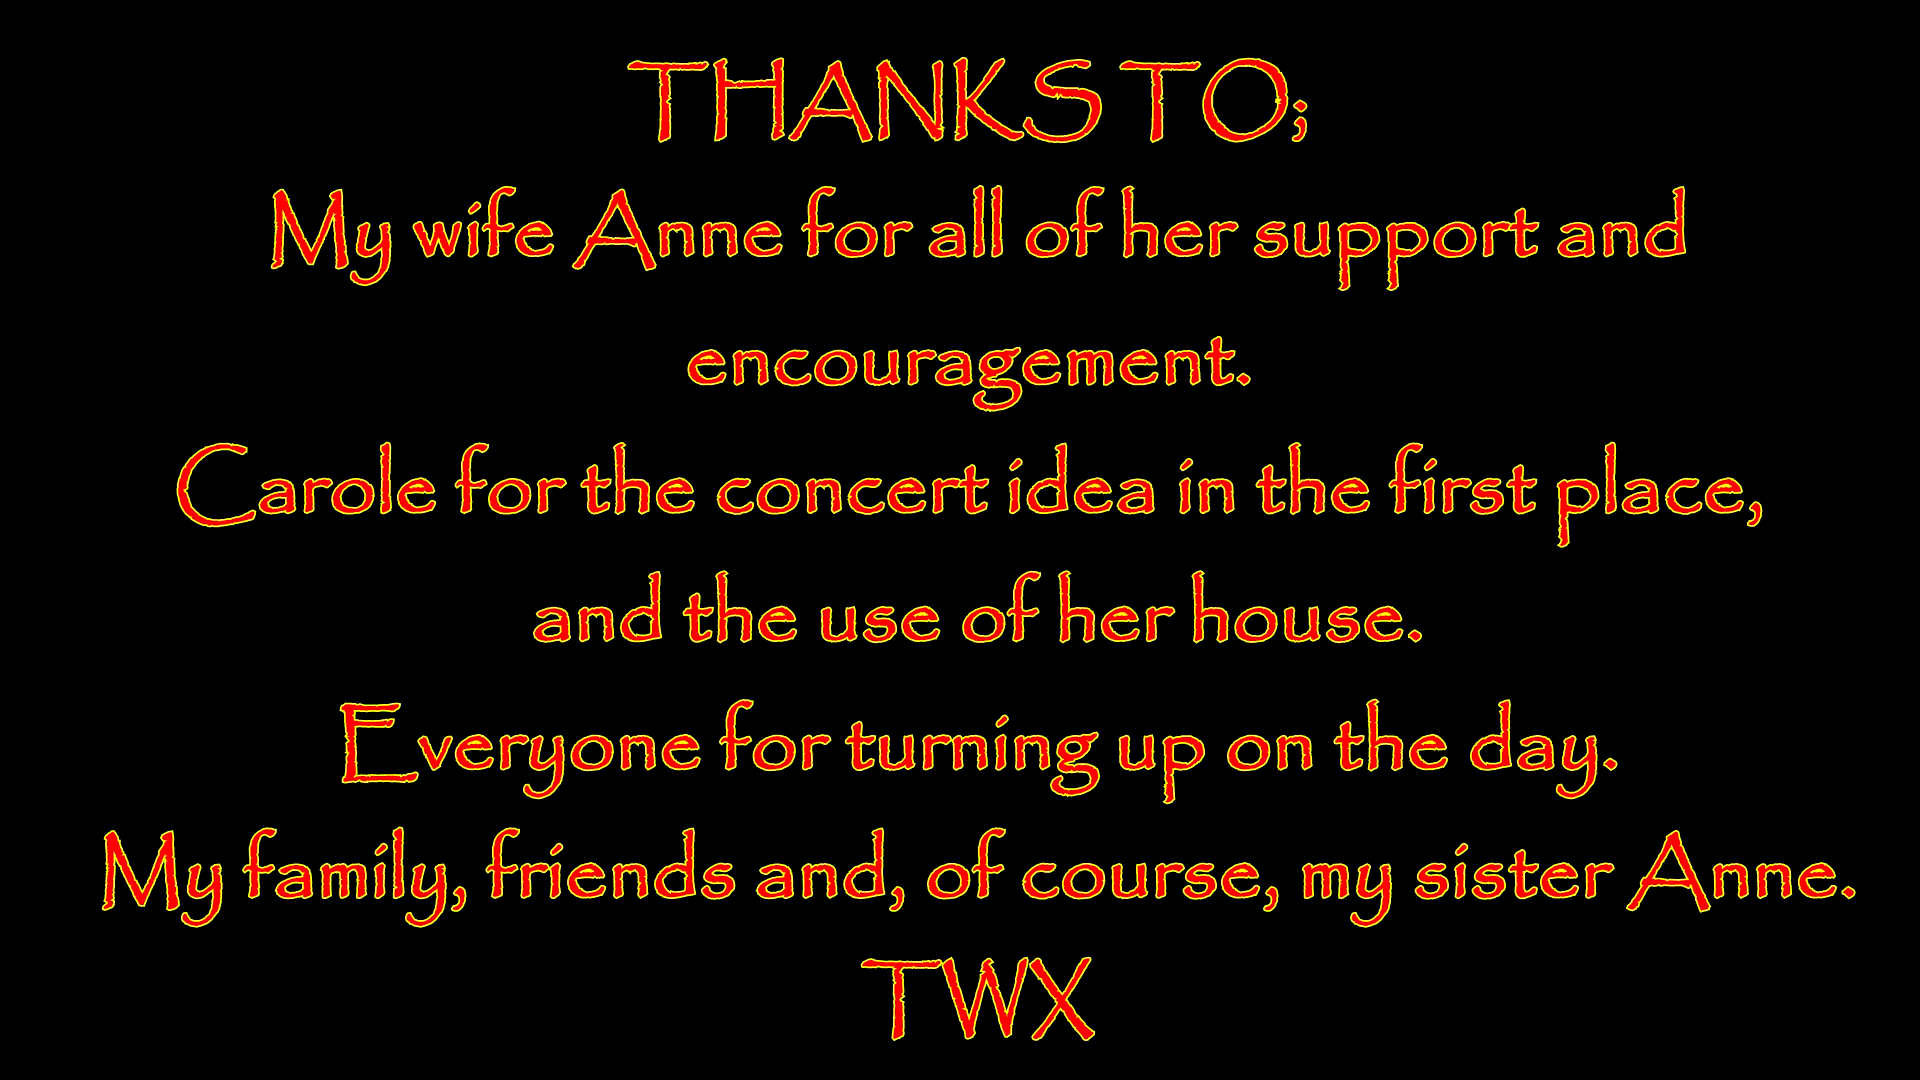 THANKS TO;
My wife Anne for all of her support and
encouragement.
Carole for the concert idea in the first place,
and the use of her house.
Everyone for turning up on the day.
My family, friends and, of course, my sister Anne.
TWX